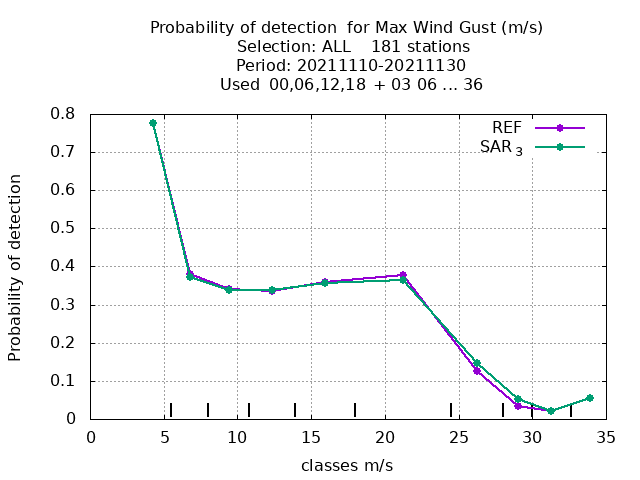 Probability of detection  for Max Wind Gust (m/s)
Selection: ALL    181 stations
Period: 20211110-20211130
Used  00,06,12,18  + 03 06 ... 36
REF
SAR 3
0.8
0.7
0.6
0.5
0.4
0.3
0.2
0.1
0
Probability of detection
0 5 10 15 20 25 30 35
classes m/s